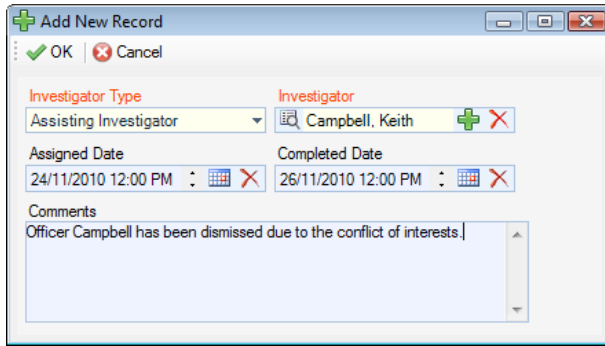 Add New Record
OK Cancel
Investigator Type Investigator
Assisting Investigator Campbell, Keith
Assigned Date Completed Date
24/11/2010 12:00 PM 26/11/2010 12:00 PM
Comments
Officer Campbell has been dismissed due to the conflict of interests.